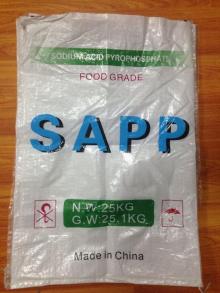 SODIUM ACID PYROPHOSPHATE
FOOD GRADE
SAPP
N.W:25KG
G.W:25.1KG.
Made in China